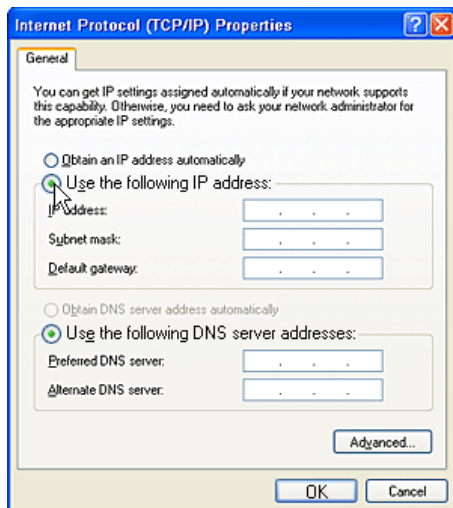 Internet Protocol (TCP/IP) Properties
General
You can get IP settings assigned automatically if your network supports
this capability. Otherwise, you need to ask your network administrator for
the appropriate IP settings.
Obtain an IP address automatically
Use the following IP address:
IP address:
Subnet mask:
Default gateway:
Obtain DNS server address automatically
Use the following DNS server addresses:
Preferred DNS server:
Alternate DNS server:
Advanced...
OK Cancel